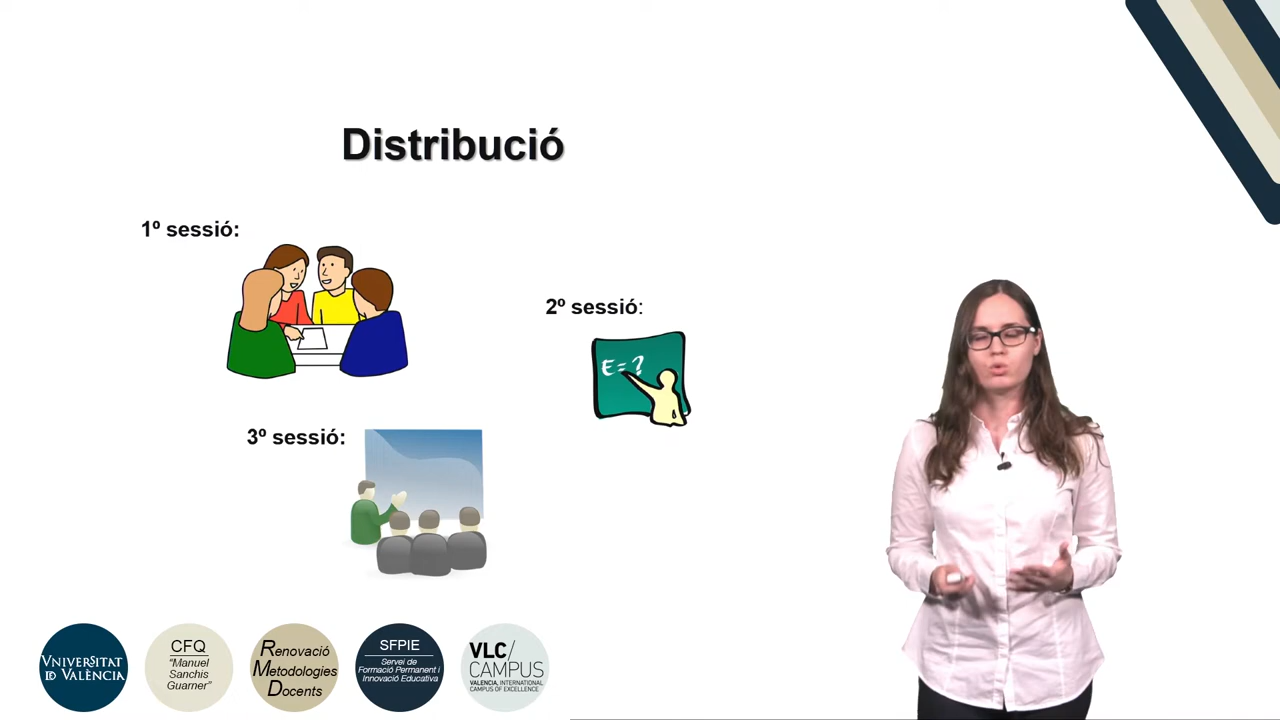 Distribució
1º sessió:
2º sessió:
E=?
3º sessió:
VNIVERSITAT
ID VALÈNCIA
CFQ
"Manuel
Sanchis
Guarner"
Renovació
Metodologies
Docents
SFPIE
Servei de
Formació Permanent i
Innovació Educativa
VLC/
CAMPUS
VALENCIA, INTERNATIONAL
CAMPUS OF EXCELLENCE